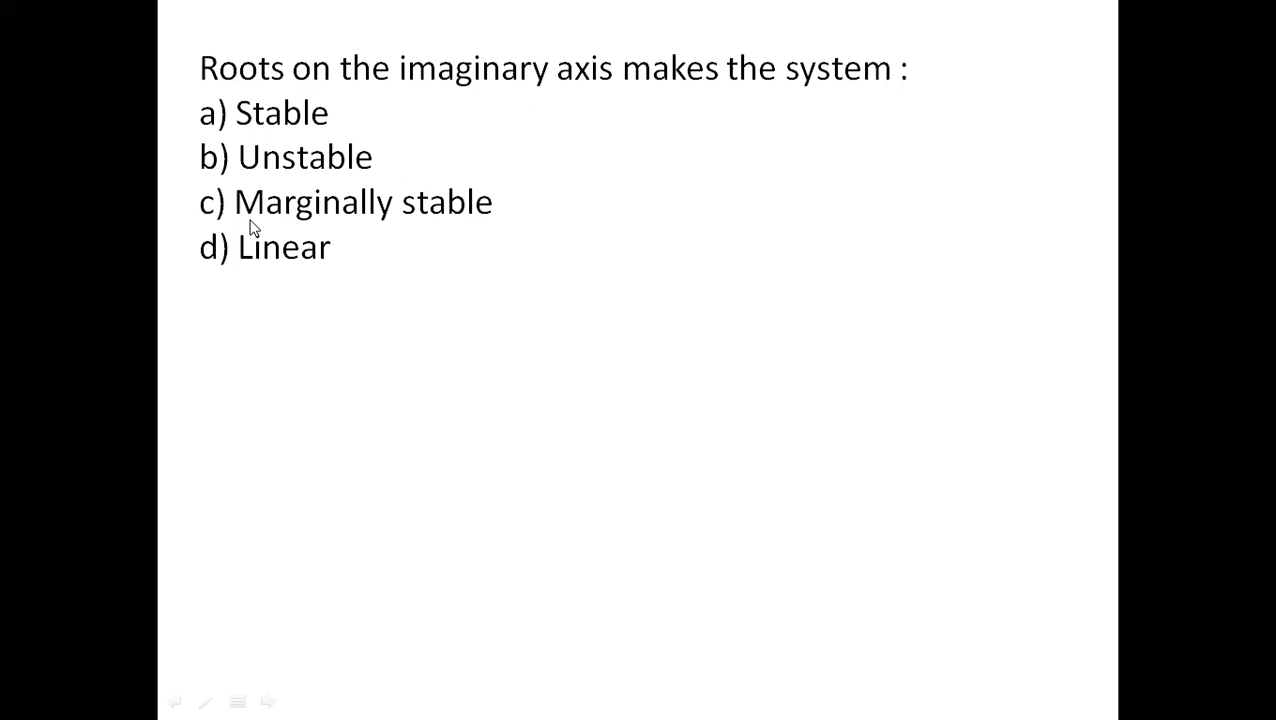 Roots on the imaginary axis makes the system :
a) Stable
b) Unstable
c) Marginally stable
d) Linear